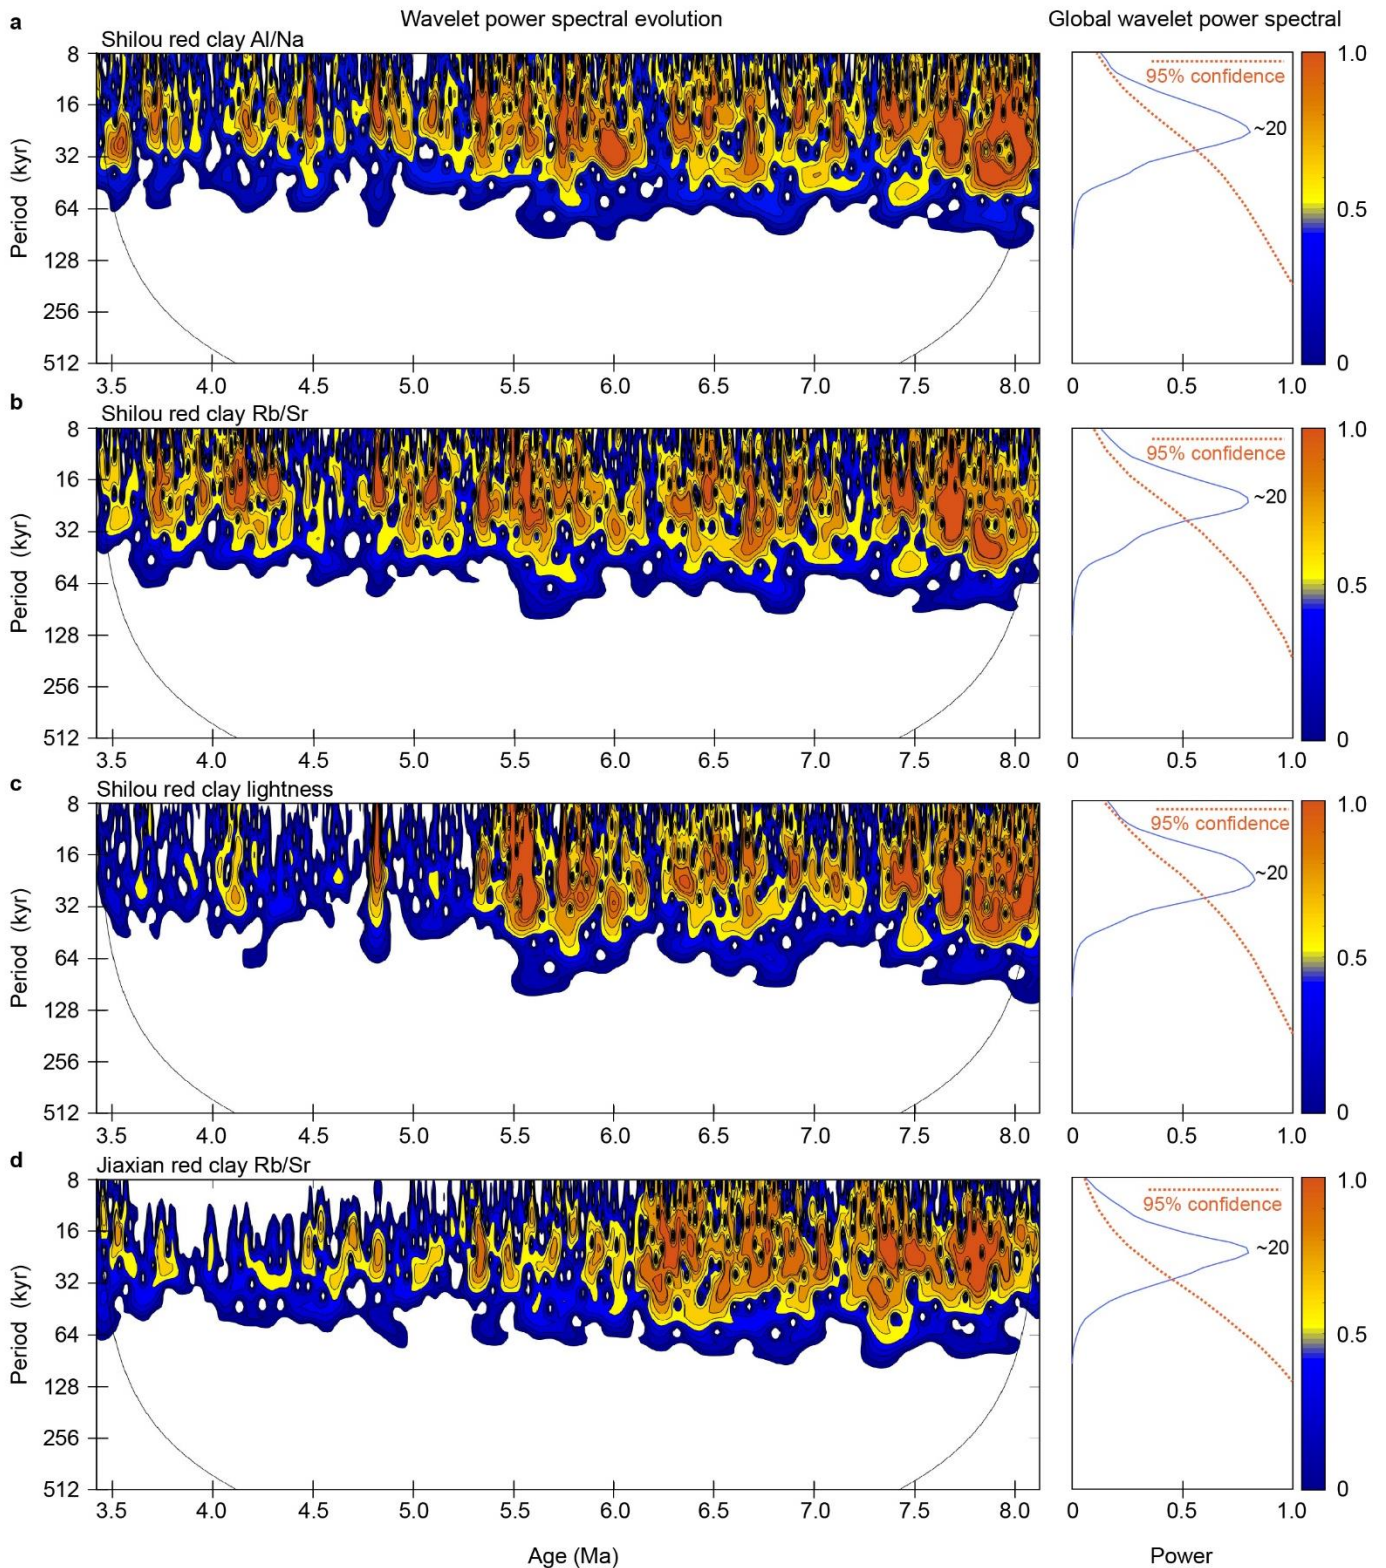 Wavelet power spectral evolution
Global wavelet power spectral
a
Shilou red clay Al/Na
8
16
32
64
128
256
512
Period (kyr)
3.5 4.0 4.5 5.0 5.5 6.0 6.5 7.0 7.5 8.0
95% confidence
~20
0 0.5 1.0
1.0
0.5
0
b
Shilou red clay Rb/Sr
8
16
32
64
128
256
512
Period (kyr)
3.5 4.0 4.5 5.0 5.5 6.0 6.5 7.0 7.5 8.0
95% confidence
~20
0 0.5 1.0
1.0
0.5
0
c
Shilou red clay lightness
8
16
32
64
128
256
512
Period (kyr)
3.5 4.0 4.5 5.0 5.5 6.0 6.5 7.0 7.5 8.0
95% confidence
~20
0 0.5 1.0
1.0
0.5
0
d
Jiaxian red clay Rb/Sr
8
16
32
64
128
256
512
Period (kyr)
3.5 4.0 4.5 5.0 5.5 6.0 6.5 7.0 7.5 8.0
95% confidence
~20
0 0.5 1.0
1.0
0.5
0
Age (Ma)
Power